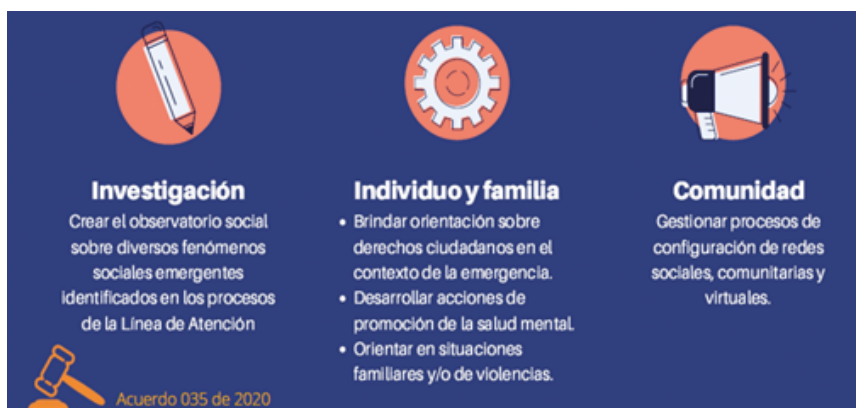 Investigación
Crear el observatorio social
sobre diversos fenómenos
sociales emergentes
identificados en los procesos
de la Línea de Atención
Individuo y familia
• Brindar orientación sobre
derechos ciudadanos en el
contexto de la emergencia.
• Desarrollar acciones de
promoción de la salud mental.
• Orientar en situaciones
familiares y/o de violencias.
Comunidad
Gestionar procesos de
configuración de redes
sociales, comunitarias y
virtuales.
Acuerdo 035 de 2020